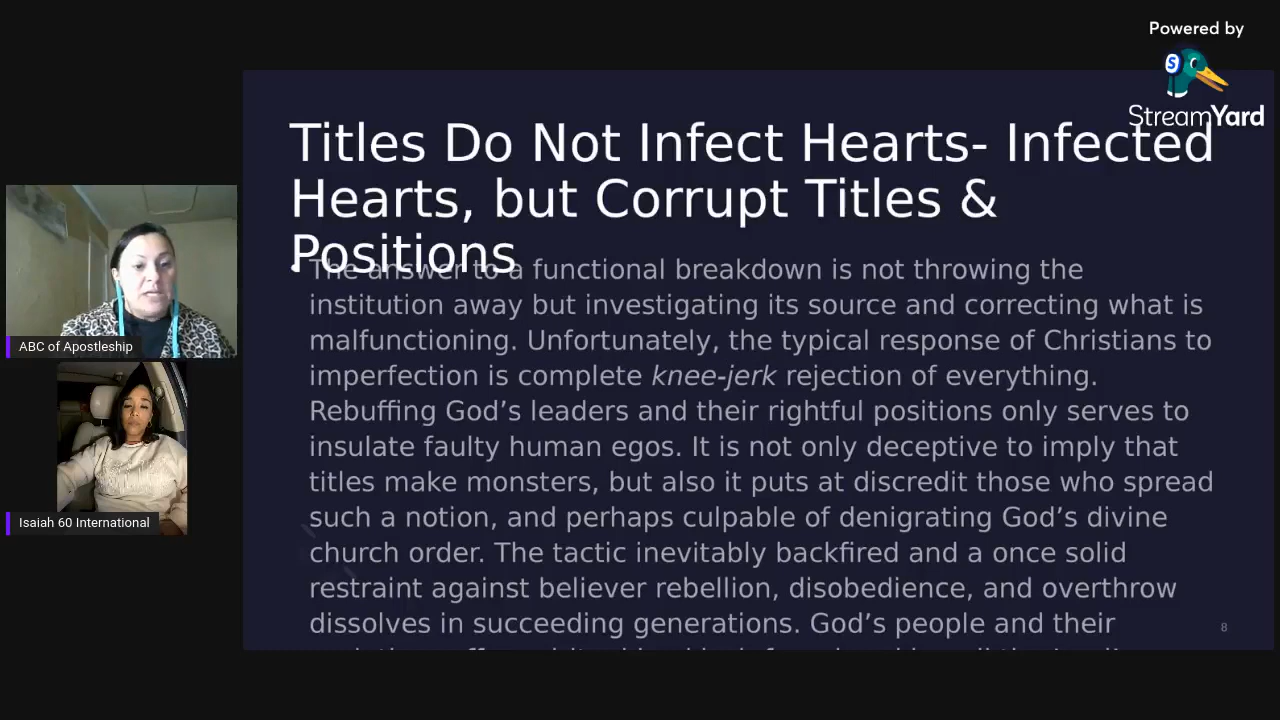 Powered by
StreamYard
Titles Do Not Infect Hearts- Infected
Hearts, but Corrupt Titles &
Positions
• The answer to a functional breakdown is not throwing the
institution away but investigating its source and correcting what is
malfunctioning. Unfortunately, the typical response of Christians to
imperfection is complete knee-jerk rejection of everything.
Rebuffing God’s leaders and their rightful positions only serves to
insulate faulty human egos. It is not only deceptive to imply that
titles make monsters, but also it puts at discredit those who spread
such a notion, and perhaps culpable of denigrating God’s divine
church order. The tactic inevitably backfired and a once solid
restraint against believer rebellion, disobedience, and overthrow
dissolves in succeeding generations. God’s people and their
8
ABC of Apostleship
Isaiah 60 International